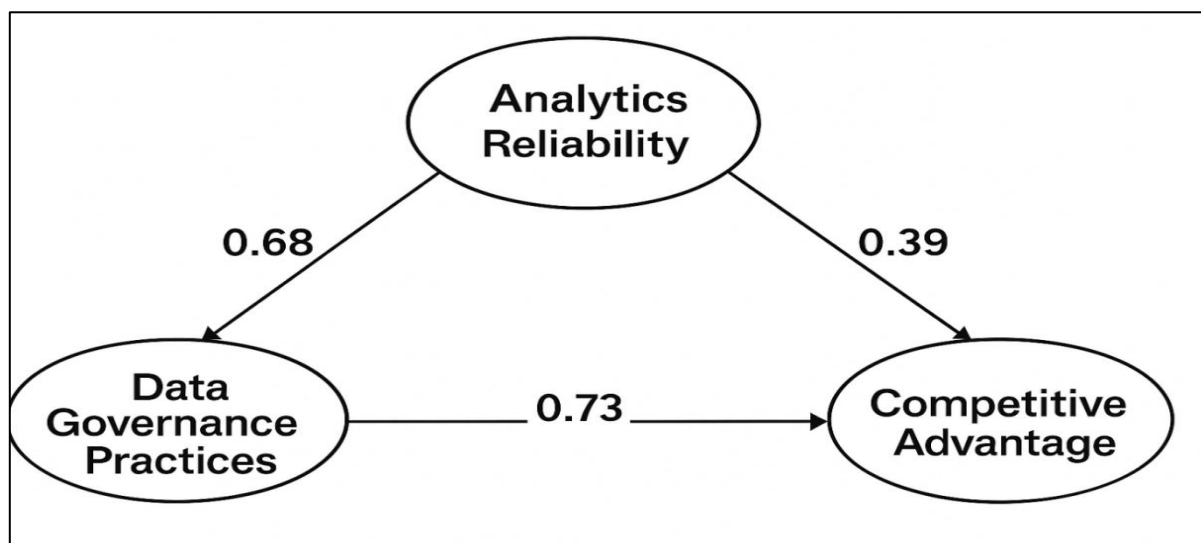 Analytics
Reliability
0.68
0.39
Data
Governance
Practices
0.73
Competitive
Advantage